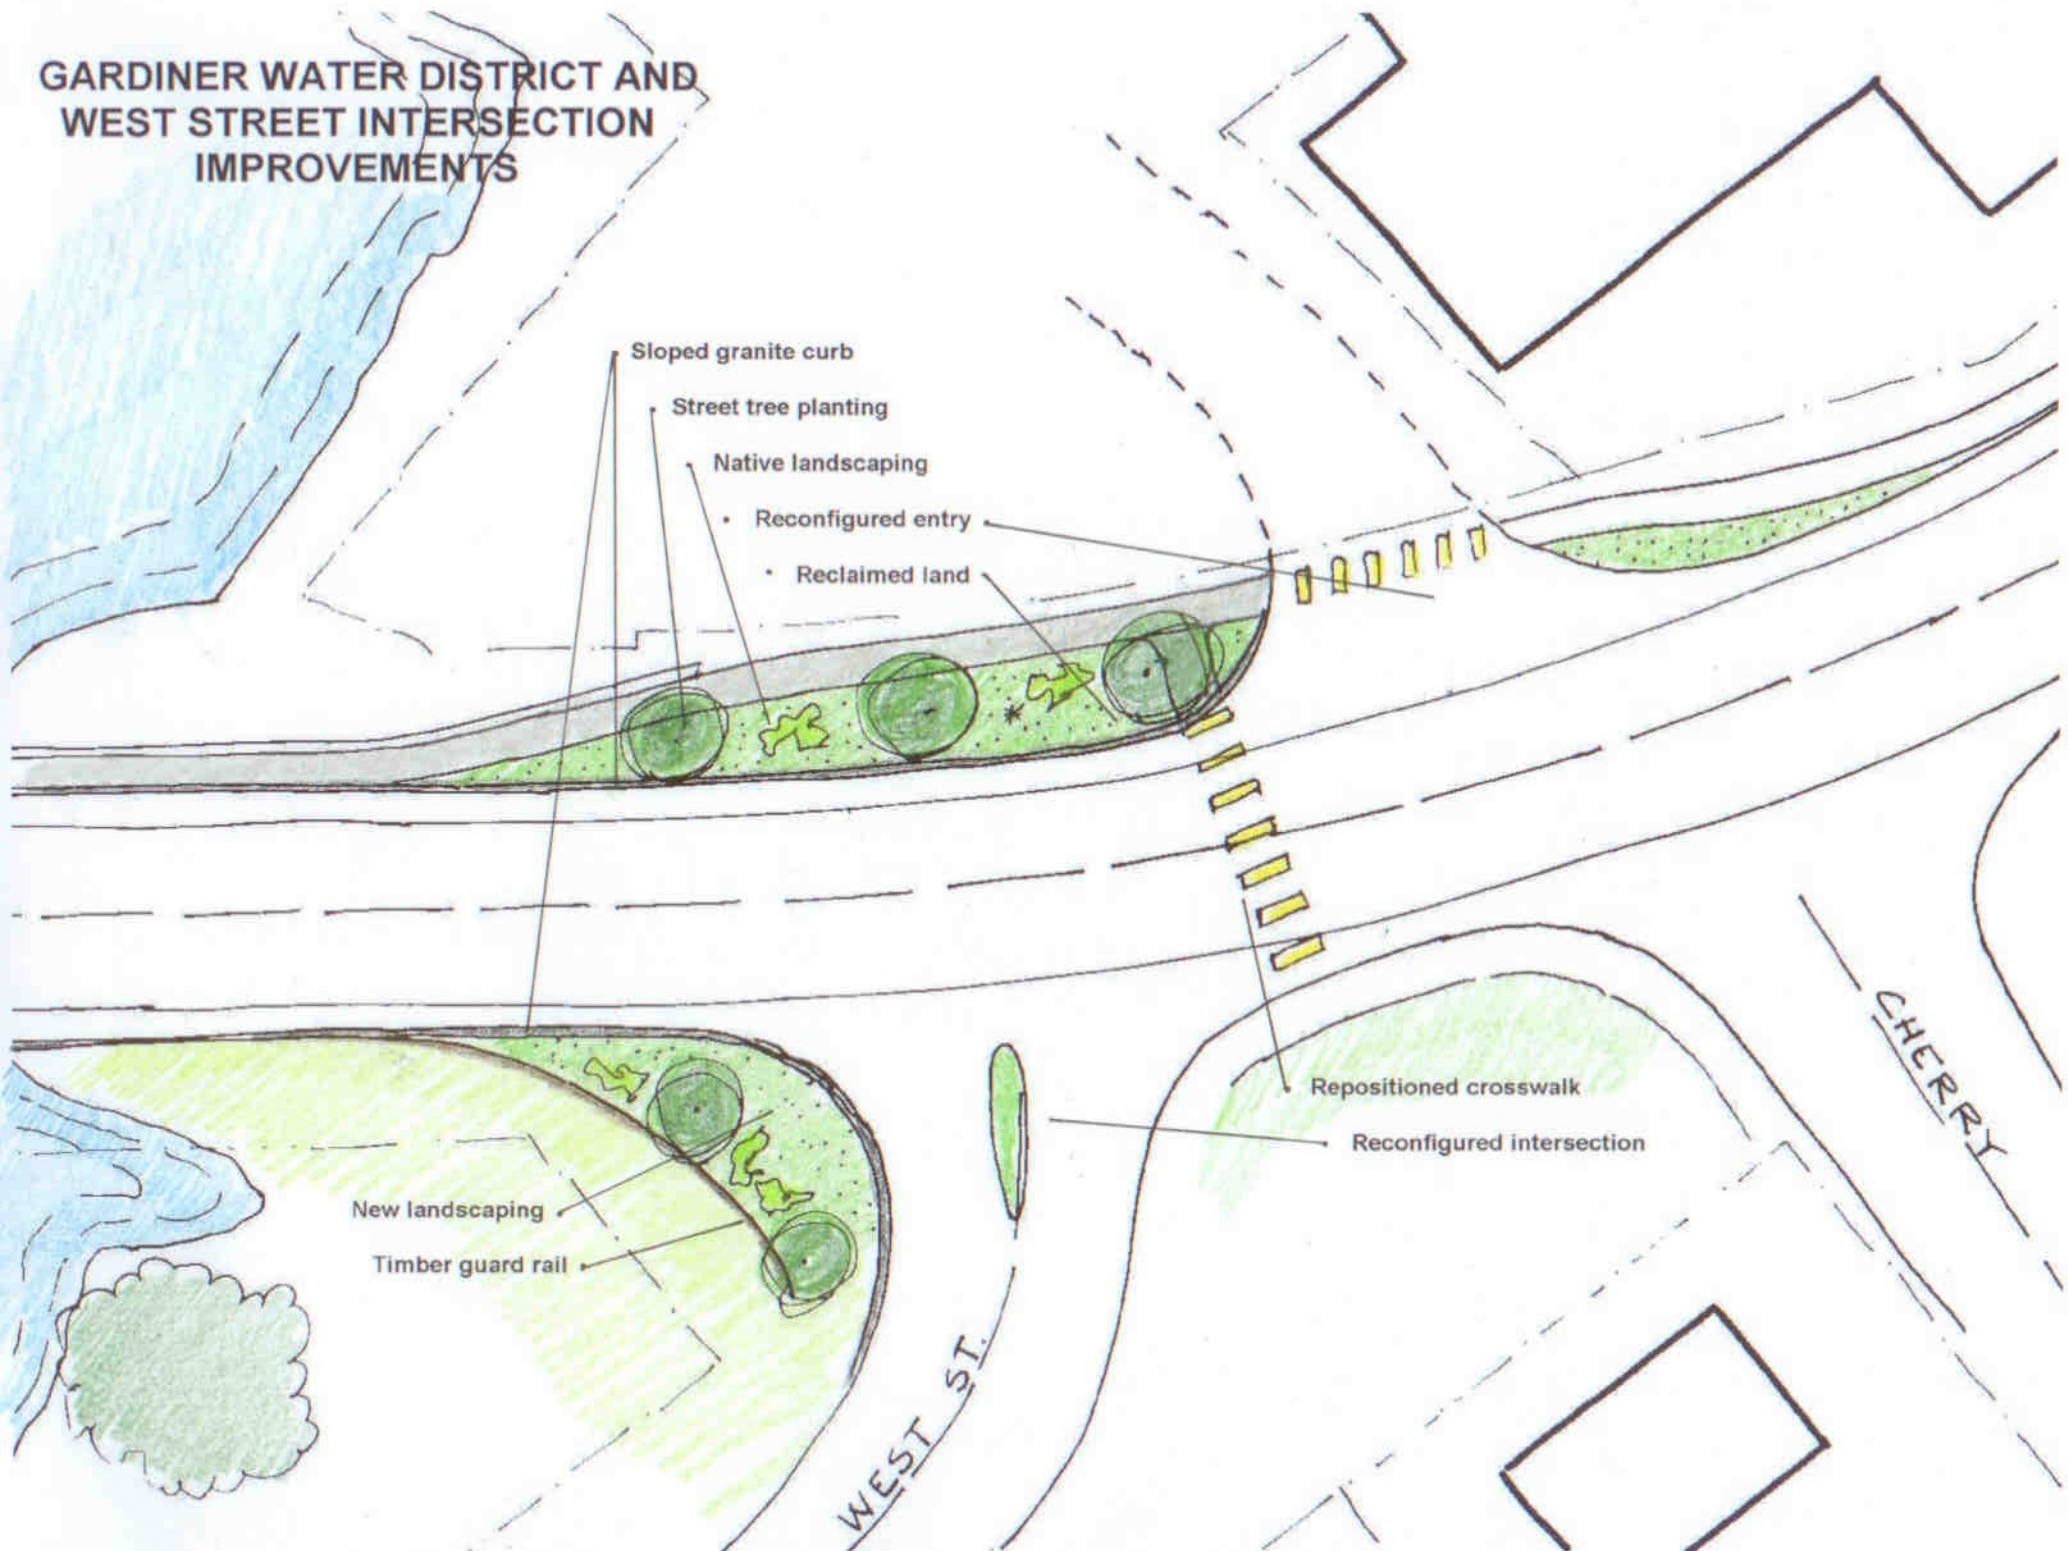 GARDINER WATER DISTRICT AND
WEST STREET INTERSECTION
IMPROVEMENTS
Sloped granite curb
Street tree planting
Native landscaping
Reconfigured entry
Reclaimed land
CHERRY
Repositioned crosswalk
Reconfigured intersection
New landscaping
Timber guard rail
WEST ST.